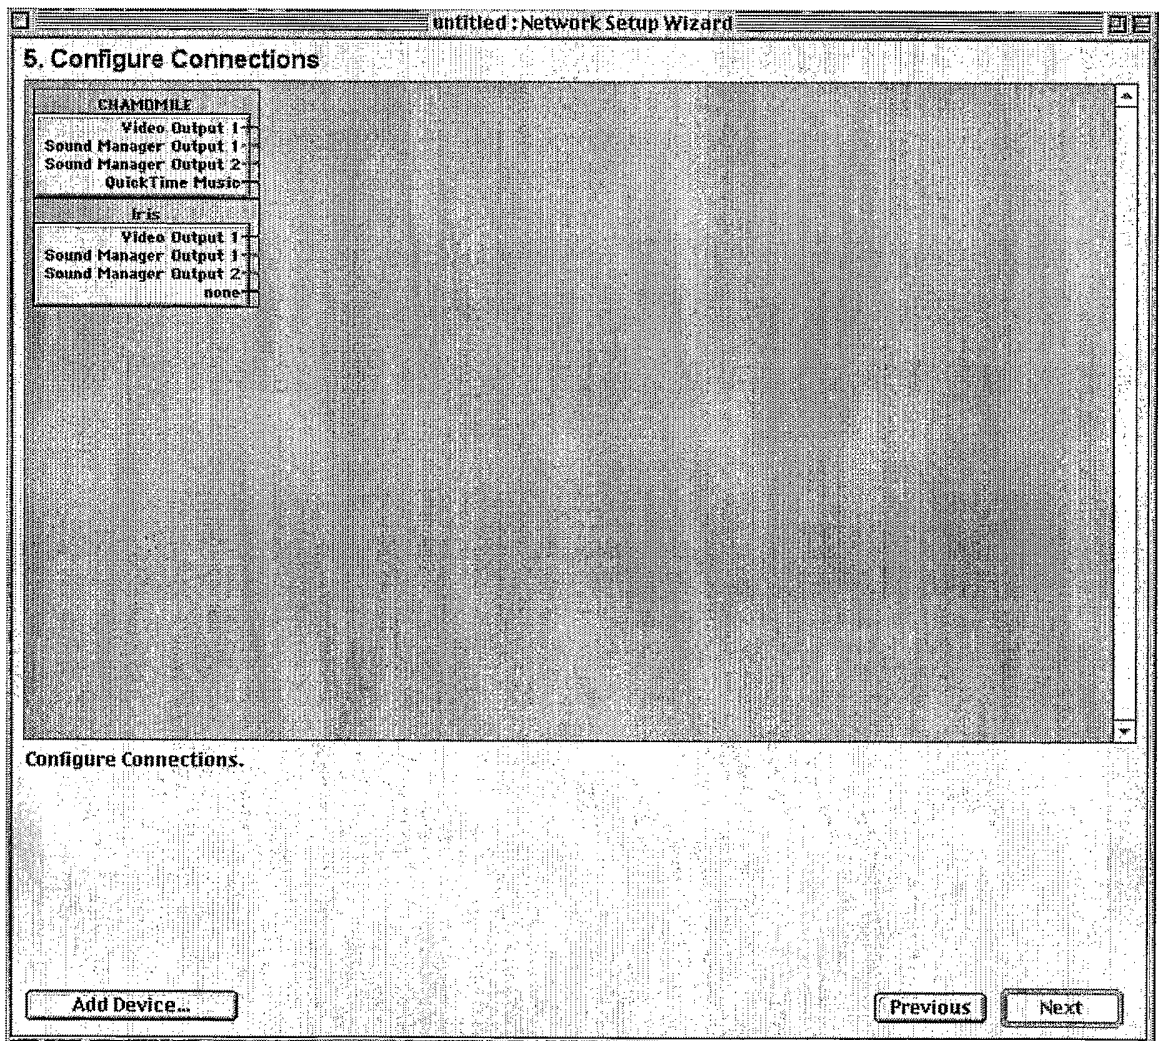 untitled : Network Setup Wizard
5. Configure Connections
CHAMOMILE
Video Output 1
Sound Manager Output 1
Sound Manager Output 2
QuickTime Music
Iris
Video Output 1
Sound Manager Output 1
Sound Manager Output 2
none
Configure Connections.
Add Device...
Previous
Next